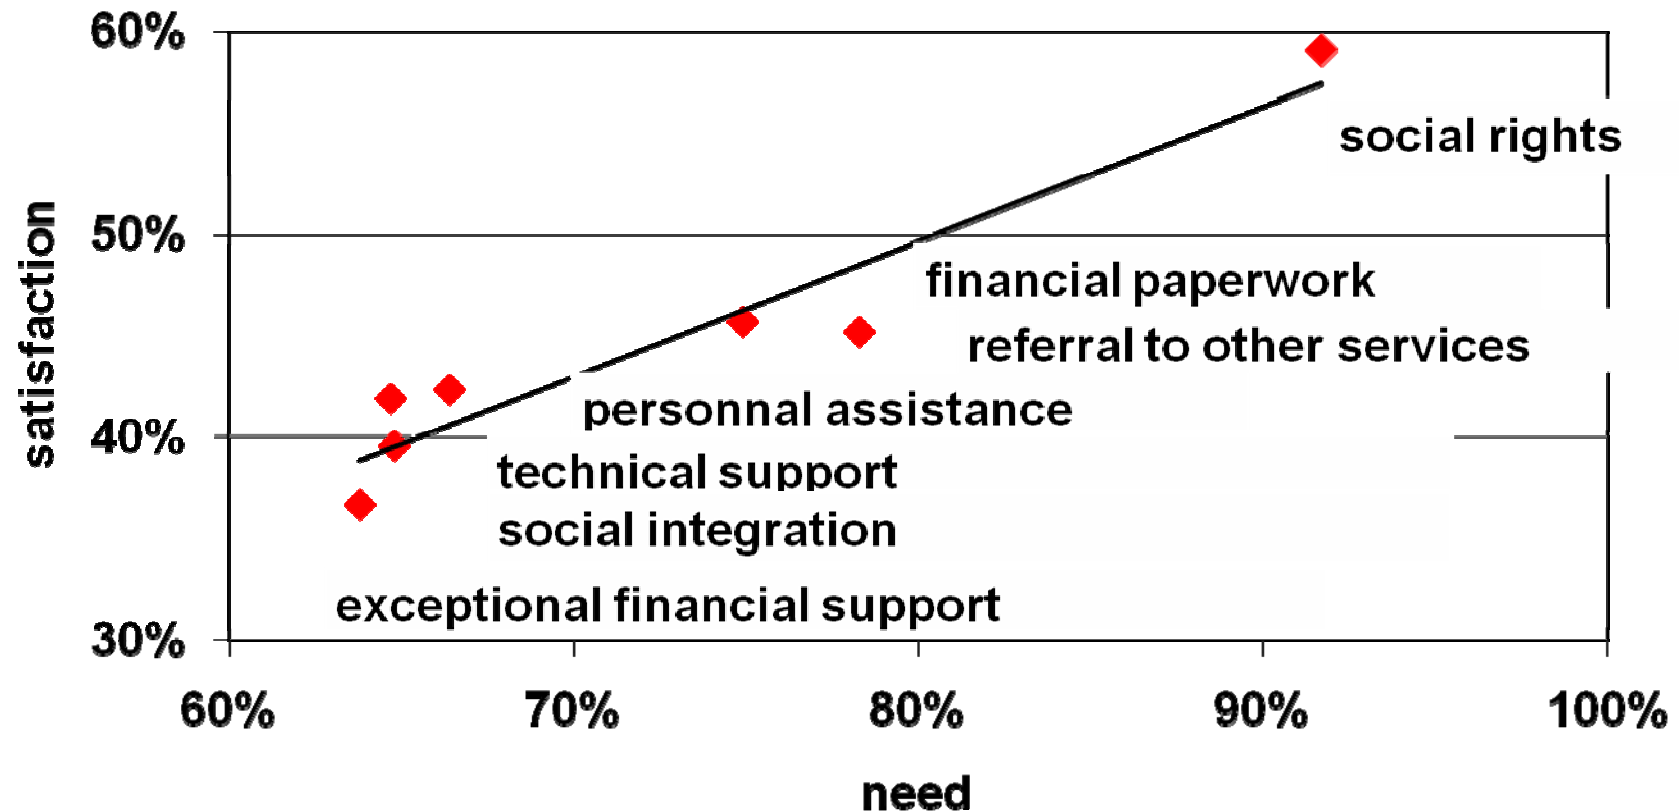 60%
social rights
50%
financial paperwork
referral to other services
personnal assistance
40%
technical support
social integration
exceptional financial support
30%
satisfaction
60% 70% 80% 90% 100%
need